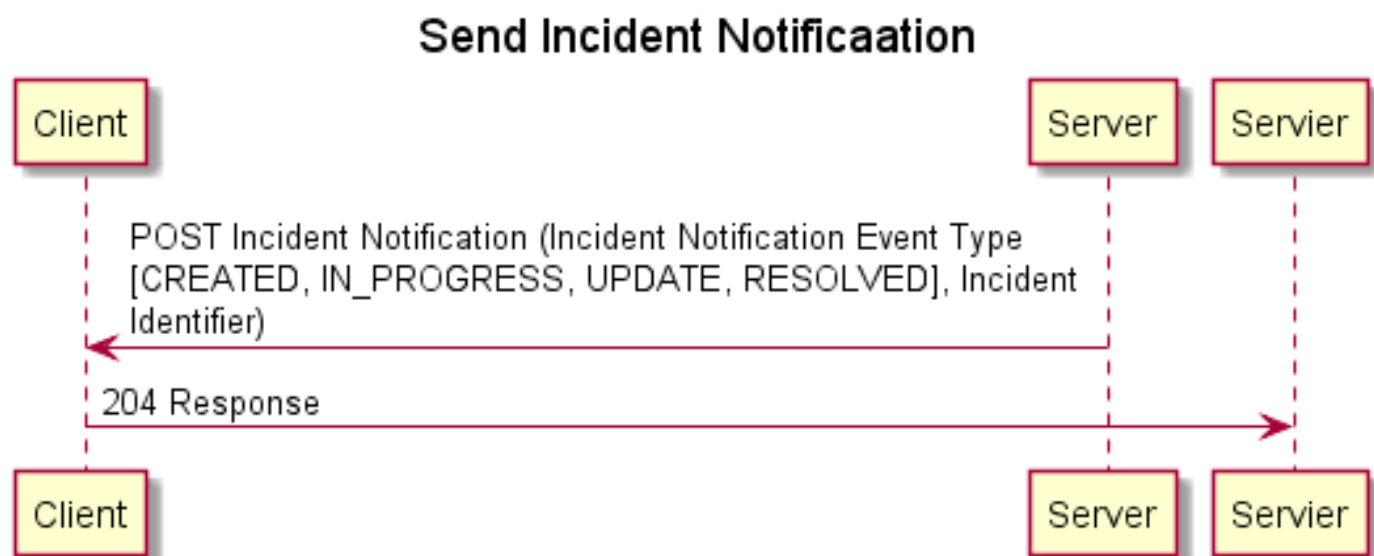 Send Incident Notificaation
Client
Server
Servier
POST Incident Notification (Incident Notification Event Type
[CREATED, IN_PROGRESS, UPDATE, RESOLVED], Incident
Identifier)
204 Response
Client
Server
Servier